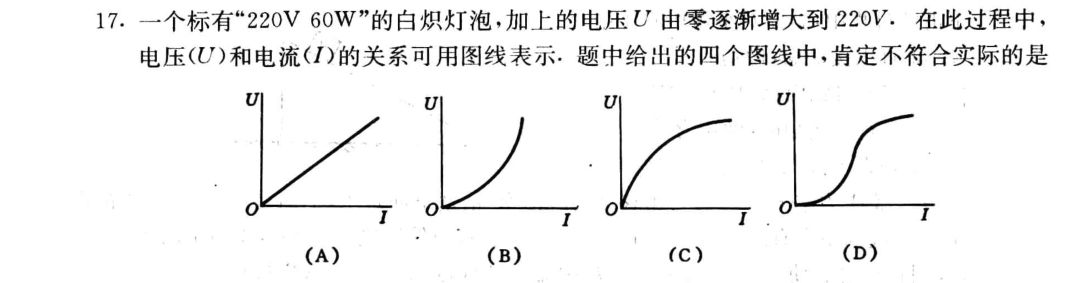 17. 一个标有“220V 60W”的白炽灯泡,加上的电压U由零逐渐增大到220V. 在此过程中,
电压(U)和电流(I)的关系可用图线表示. 题中给出的四个图线中,肯定不符合实际的是
U U U U
O I O I O I O I
(A) (B) (C) (D)